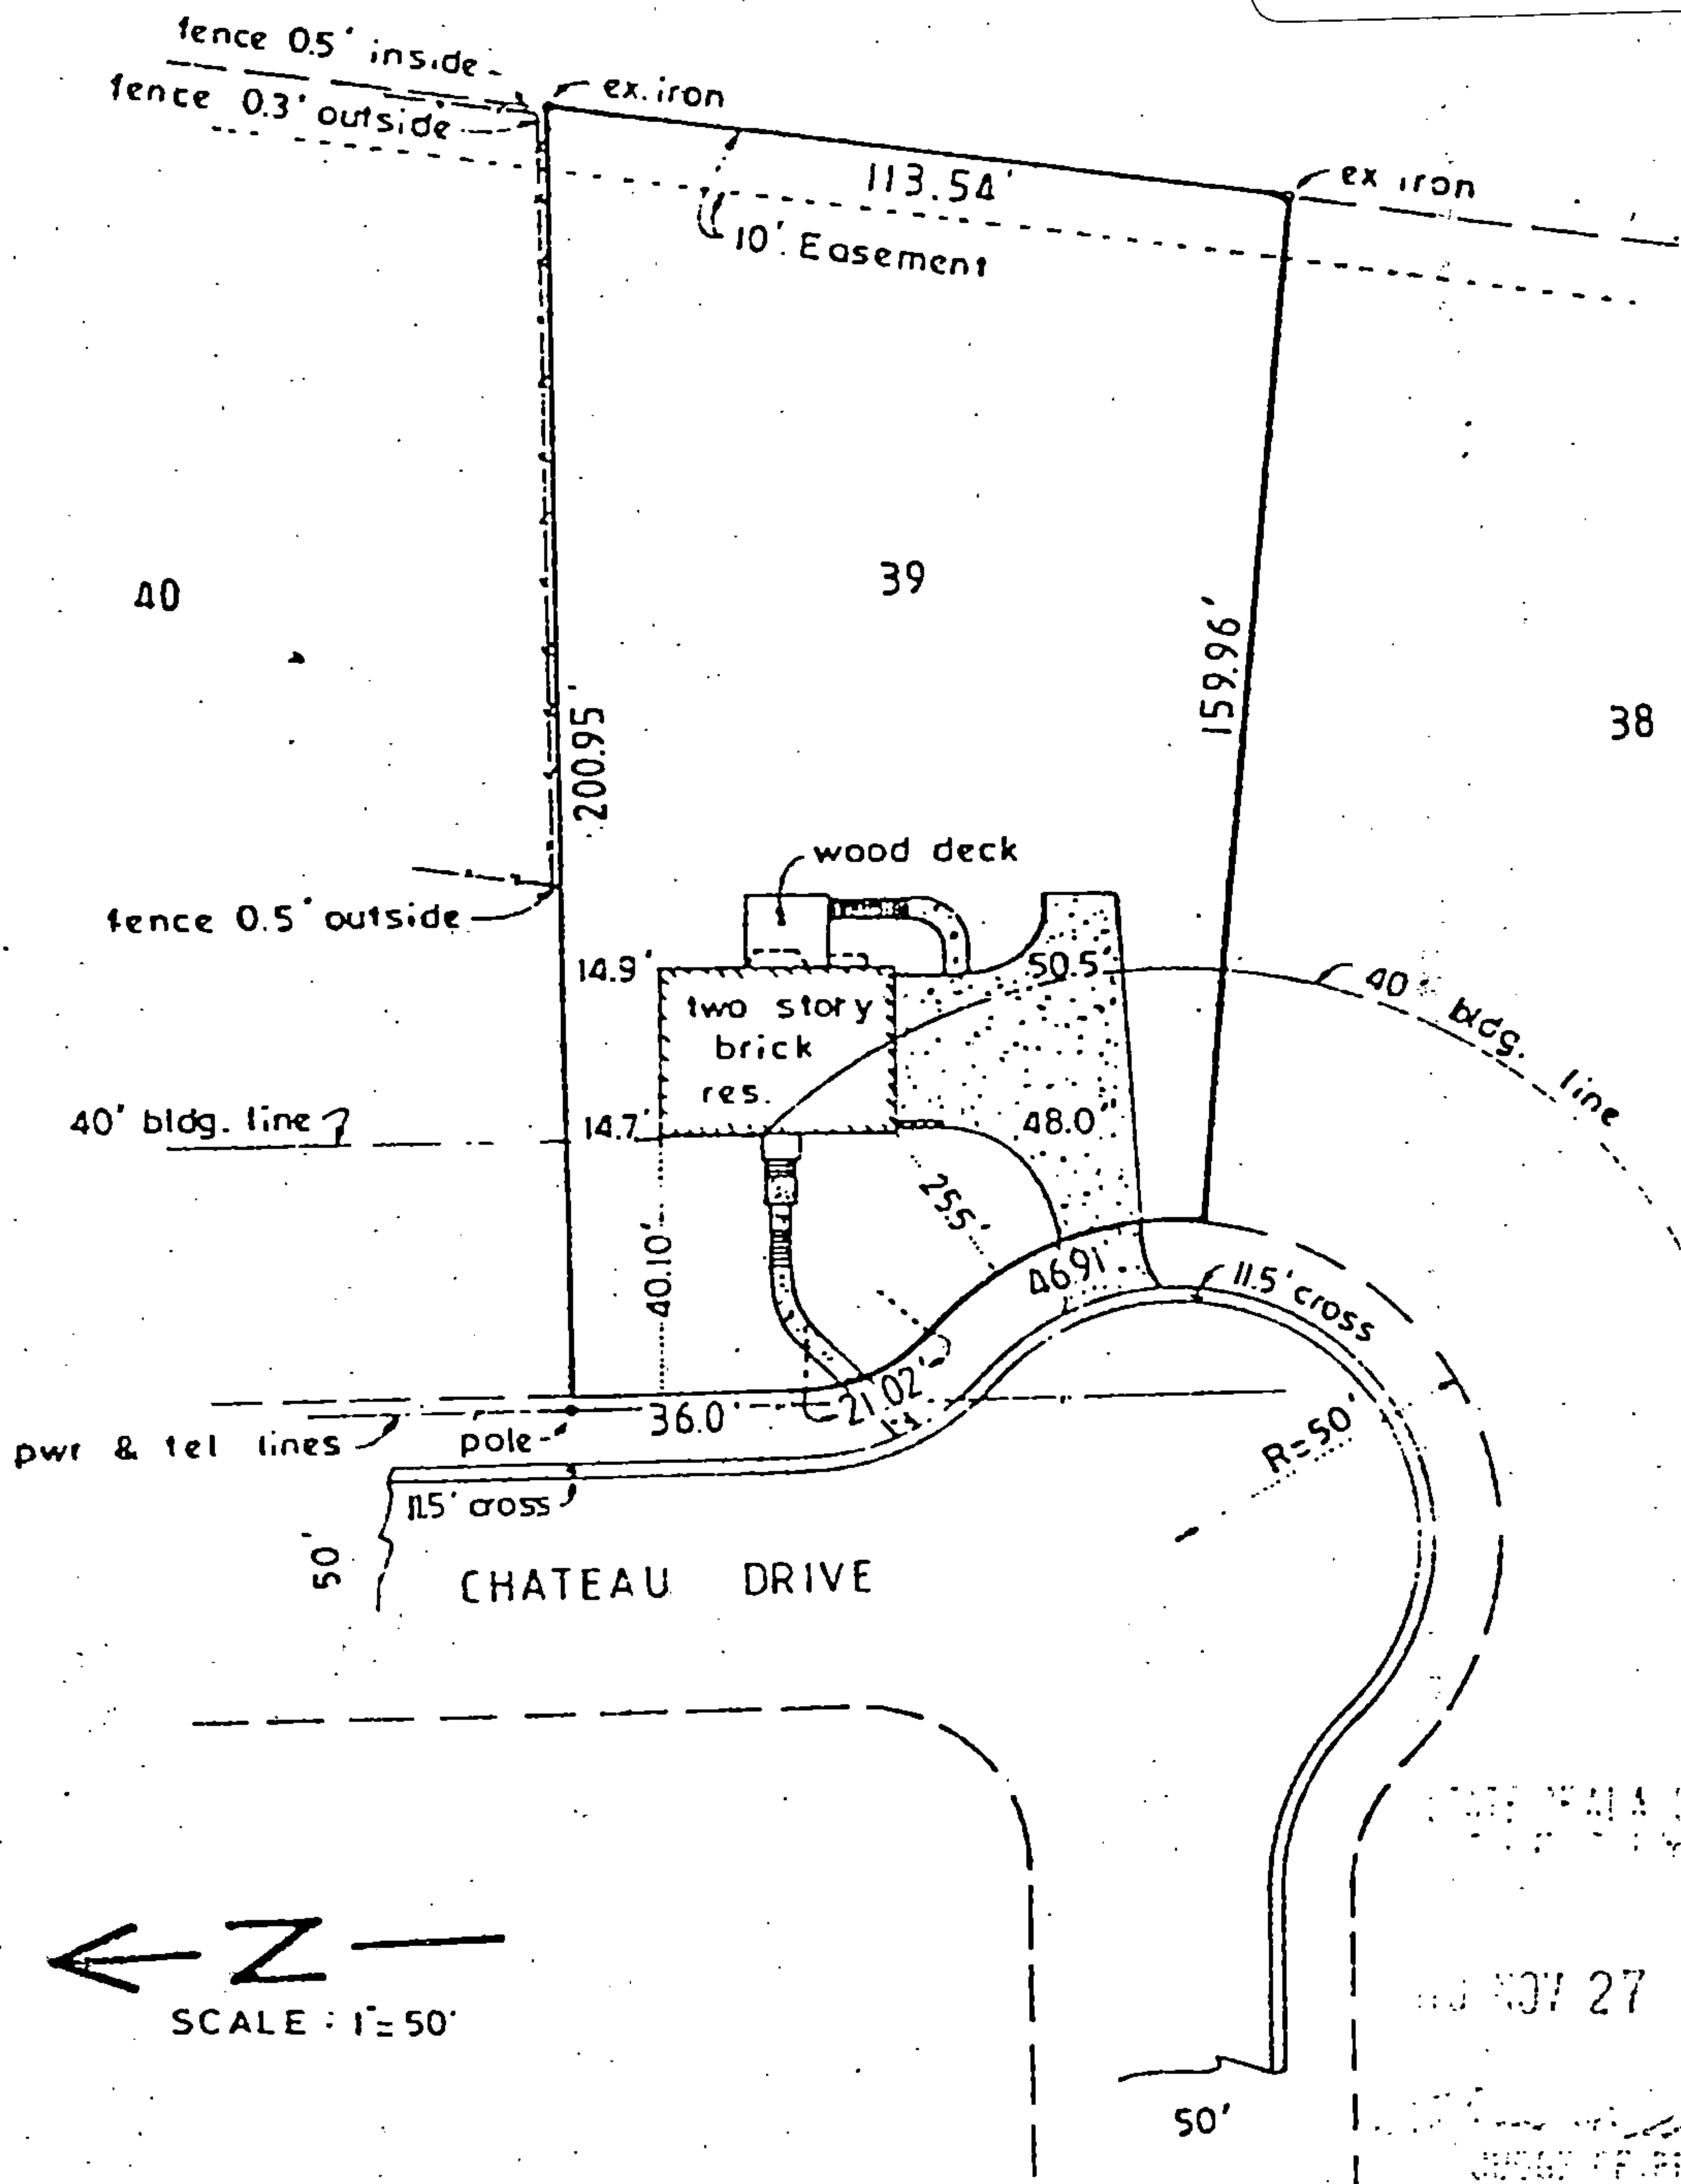 fence 0.5' inside
fence 0.3' outside
ex. iron
113.54'
ex iron
10'. Easement
40
39
38
159.96'
200.95'
wood deck
fence 0.5' outside
14.9'
50.5'
two story
brick
res.
40' bldg. line
40' bldg. line
14.7'
48.0'
25.5'
40.10'
46.91'
11.5' cross
21.02'
36.0'
pwr & tel lines
pole
R=50'
11.5' cross
50'
CHATEAU DRIVE
Z
SCALE : 1"=50'
NOV 27
50'